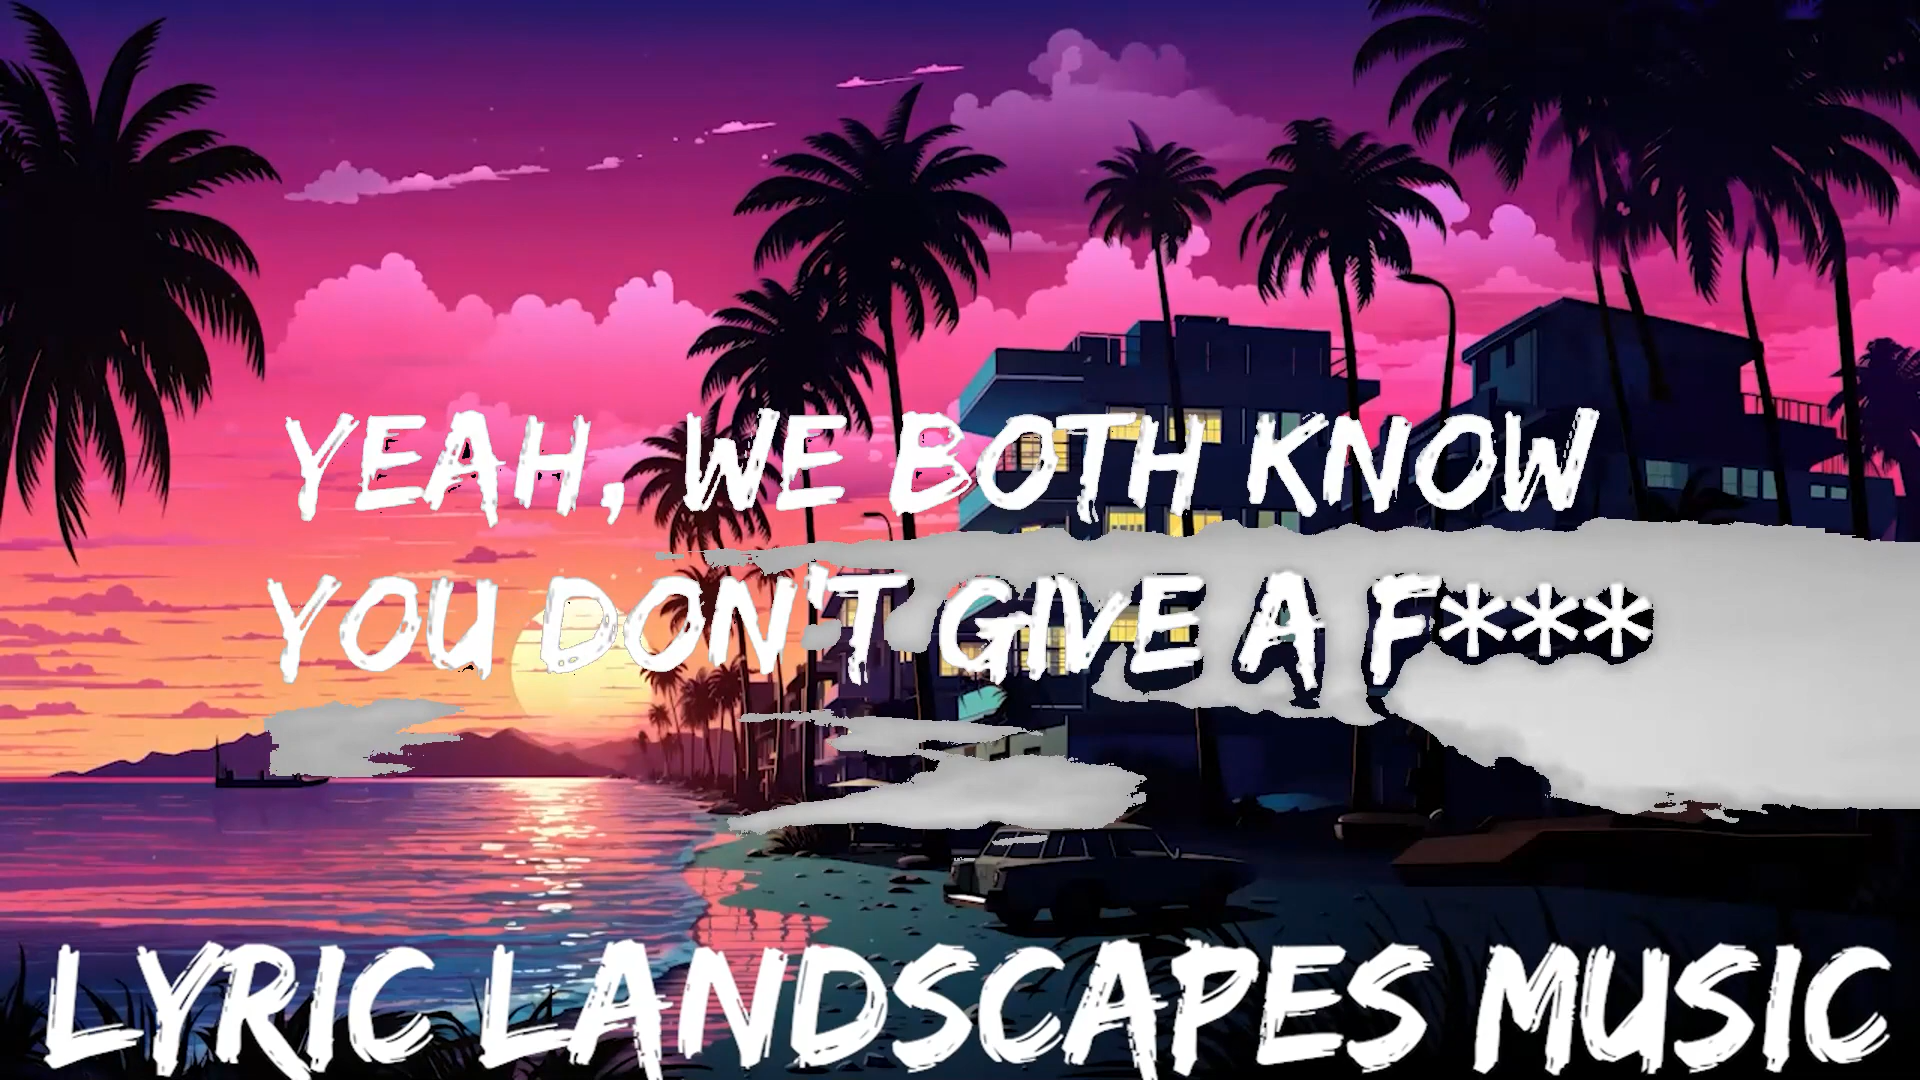 YEAH, WE BOTH KNOW
YOU DON'T GIVE A F***
LYRIC LANDSCAPES MUSIC